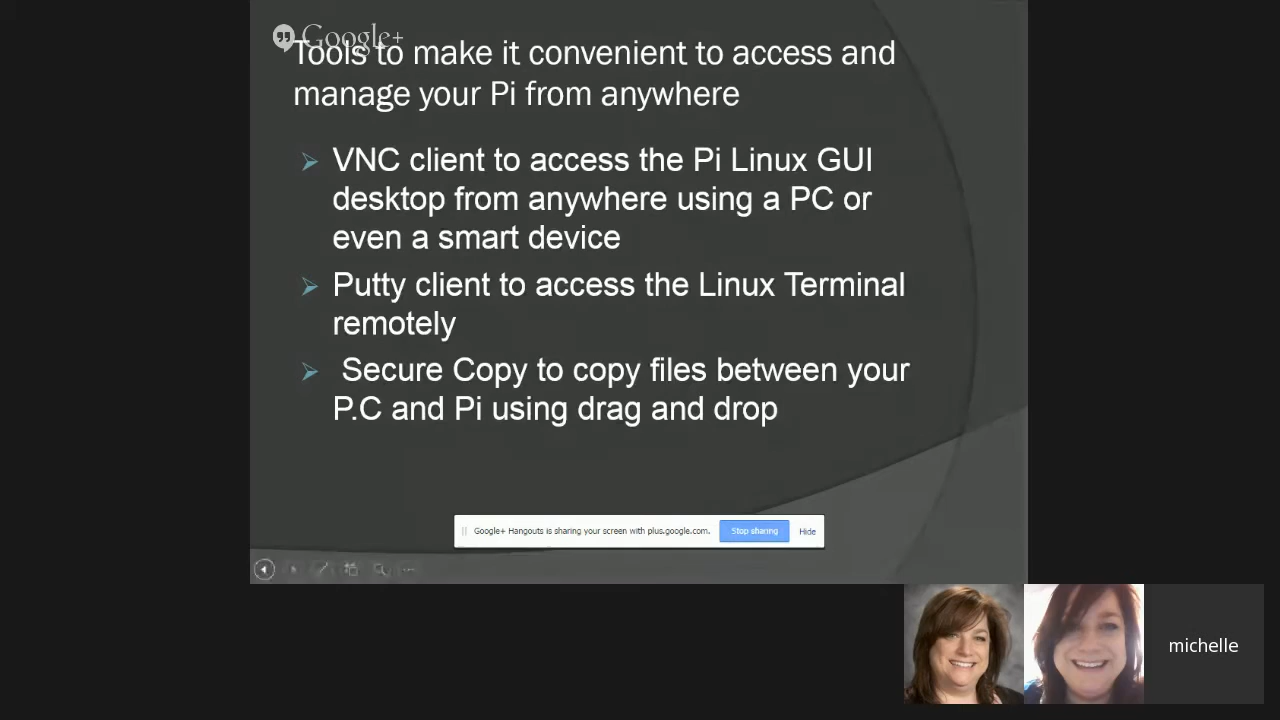 Google+
Tools to make it convenient to access and
manage your Pi from anywhere
VNC client to access the Pi Linux GUI
desktop from anywhere using a PC or
even a smart device
Putty client to access the Linux Terminal
remotely
Secure Copy to copy files between your
P.C and Pi using drag and drop
Google+ Hangouts is sharing your screen with plus.google.com. Stop sharing Hide
michelle